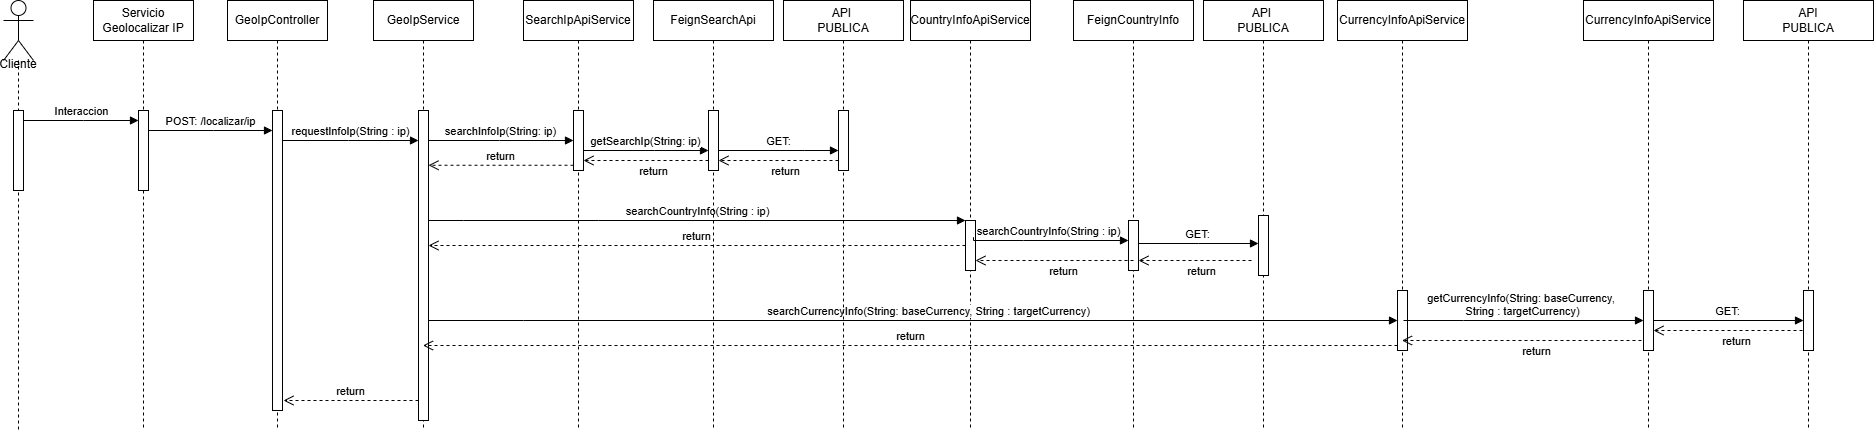 Servicio
Geolocalizar IP
GeoIpController
GeoIpService
SearchIpApiService
FeignSearchApi
API
PUBLICA
CountryInfoApiService
FeignCountryInfo
API
PUBLICA
CurrencyInfoApiService
CurrencyInfoApiService
API
PUBLICA
Cliente
Interaccion
POST: /localizar/ip
requestInfoIp(String : ip)
searchInfoIp(String: ip)
getSearchIp(String: ip)
GET:
return
return
return
searchCountryInfo(String : ip)
searchCountryInfo(String : ip)
GET:
return
return
return
searchCurrencyInfo(String: baseCurrency, String : targetCurrency)
getCurrencyInfo(String: baseCurrency,
String : targetCurrency)
GET:
return
return
return
return